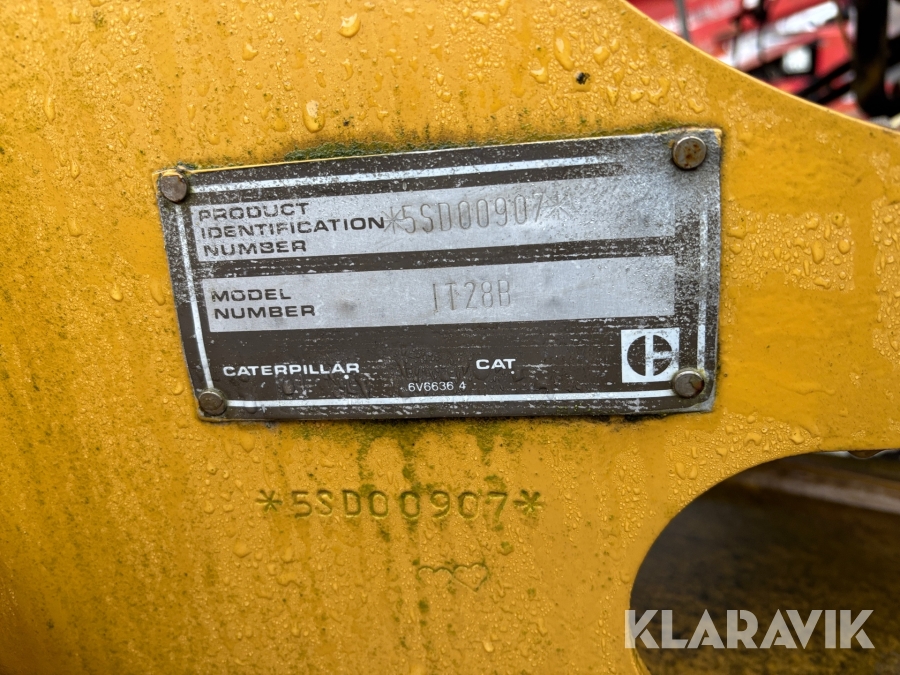 PRODUCT
IDENTIFICATION
NUMBER
*5SD00907*
MODEL
NUMBER
IT28B
CATERPILLAR CAT
6V6636 4
*5SD00907*
KLARAVIK